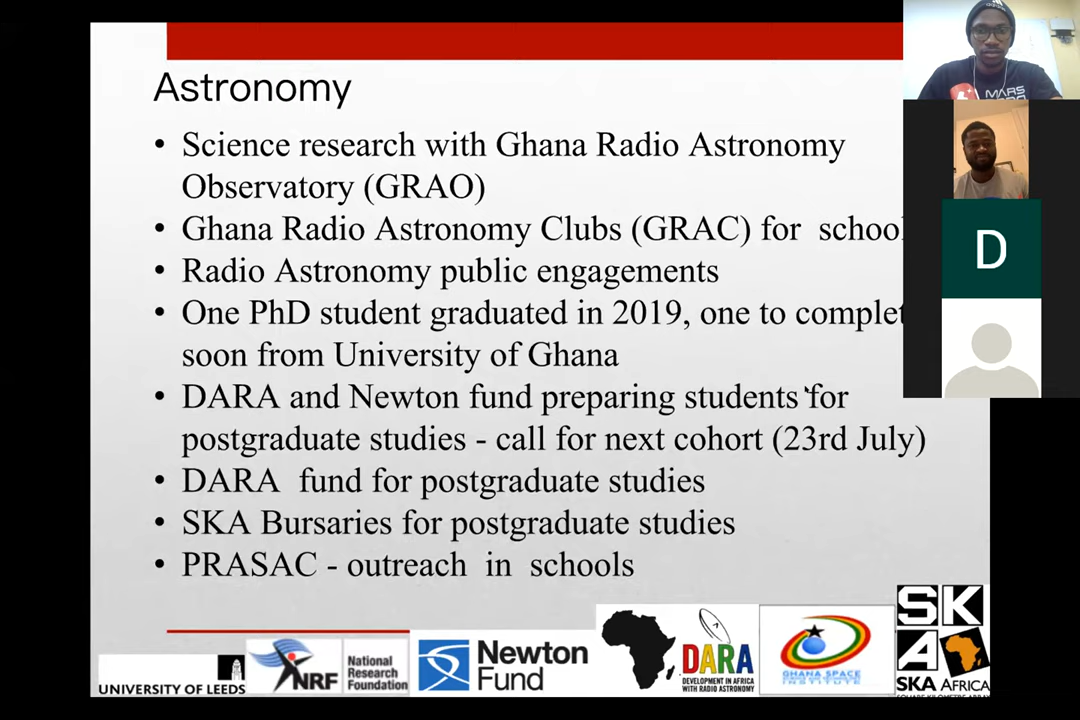 Astronomy
• Science research with Ghana Radio Astronomy
Observatory (GRAO)
• Ghana Radio Astronomy Clubs (GRAC) for school
• Radio Astronomy public engagements
• One PhD student graduated in 2019, one to complet
soon from University of Ghana
• DARA and Newton fund preparing students for
postgraduate studies - call for next cohort (23rd July)
• DARA fund for postgraduate studies
• SKA Bursaries for postgraduate studies
• PRASAC - outreach in schools
MARS
D
UNIVERSITY OF LEEDS
NRF
National
Research
Foundation
Newton
Fund
DARA
DEVELOPMENT IN AFRICA
WITH RADIO ASTRONOMY
GHANA SPACE
SK
A
SKA AFRICA